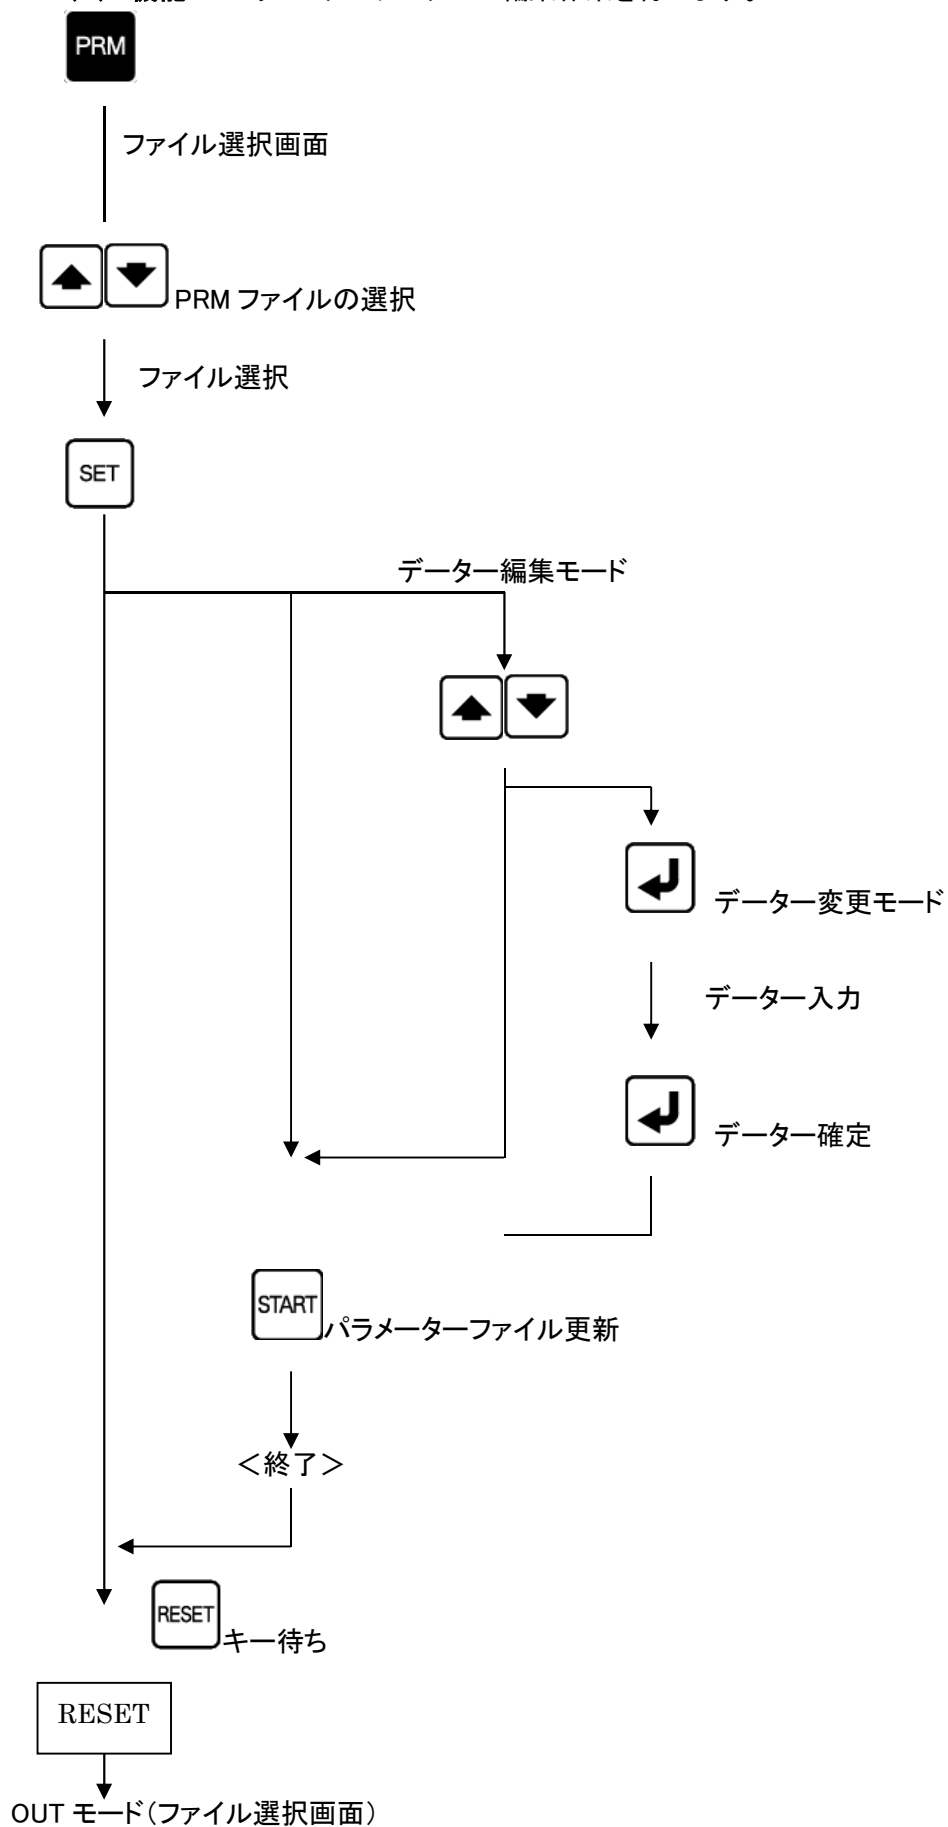 PRM
ファイル選択画面
PRM ファイルの選択
ファイル選択
SET
データー編集モード
データー変更モード
データー入力
データー確定
START
パラメーターファイル更新
＜終了＞
RESET
キー待ち
RESET
OUT モード（ファイル選択画面）